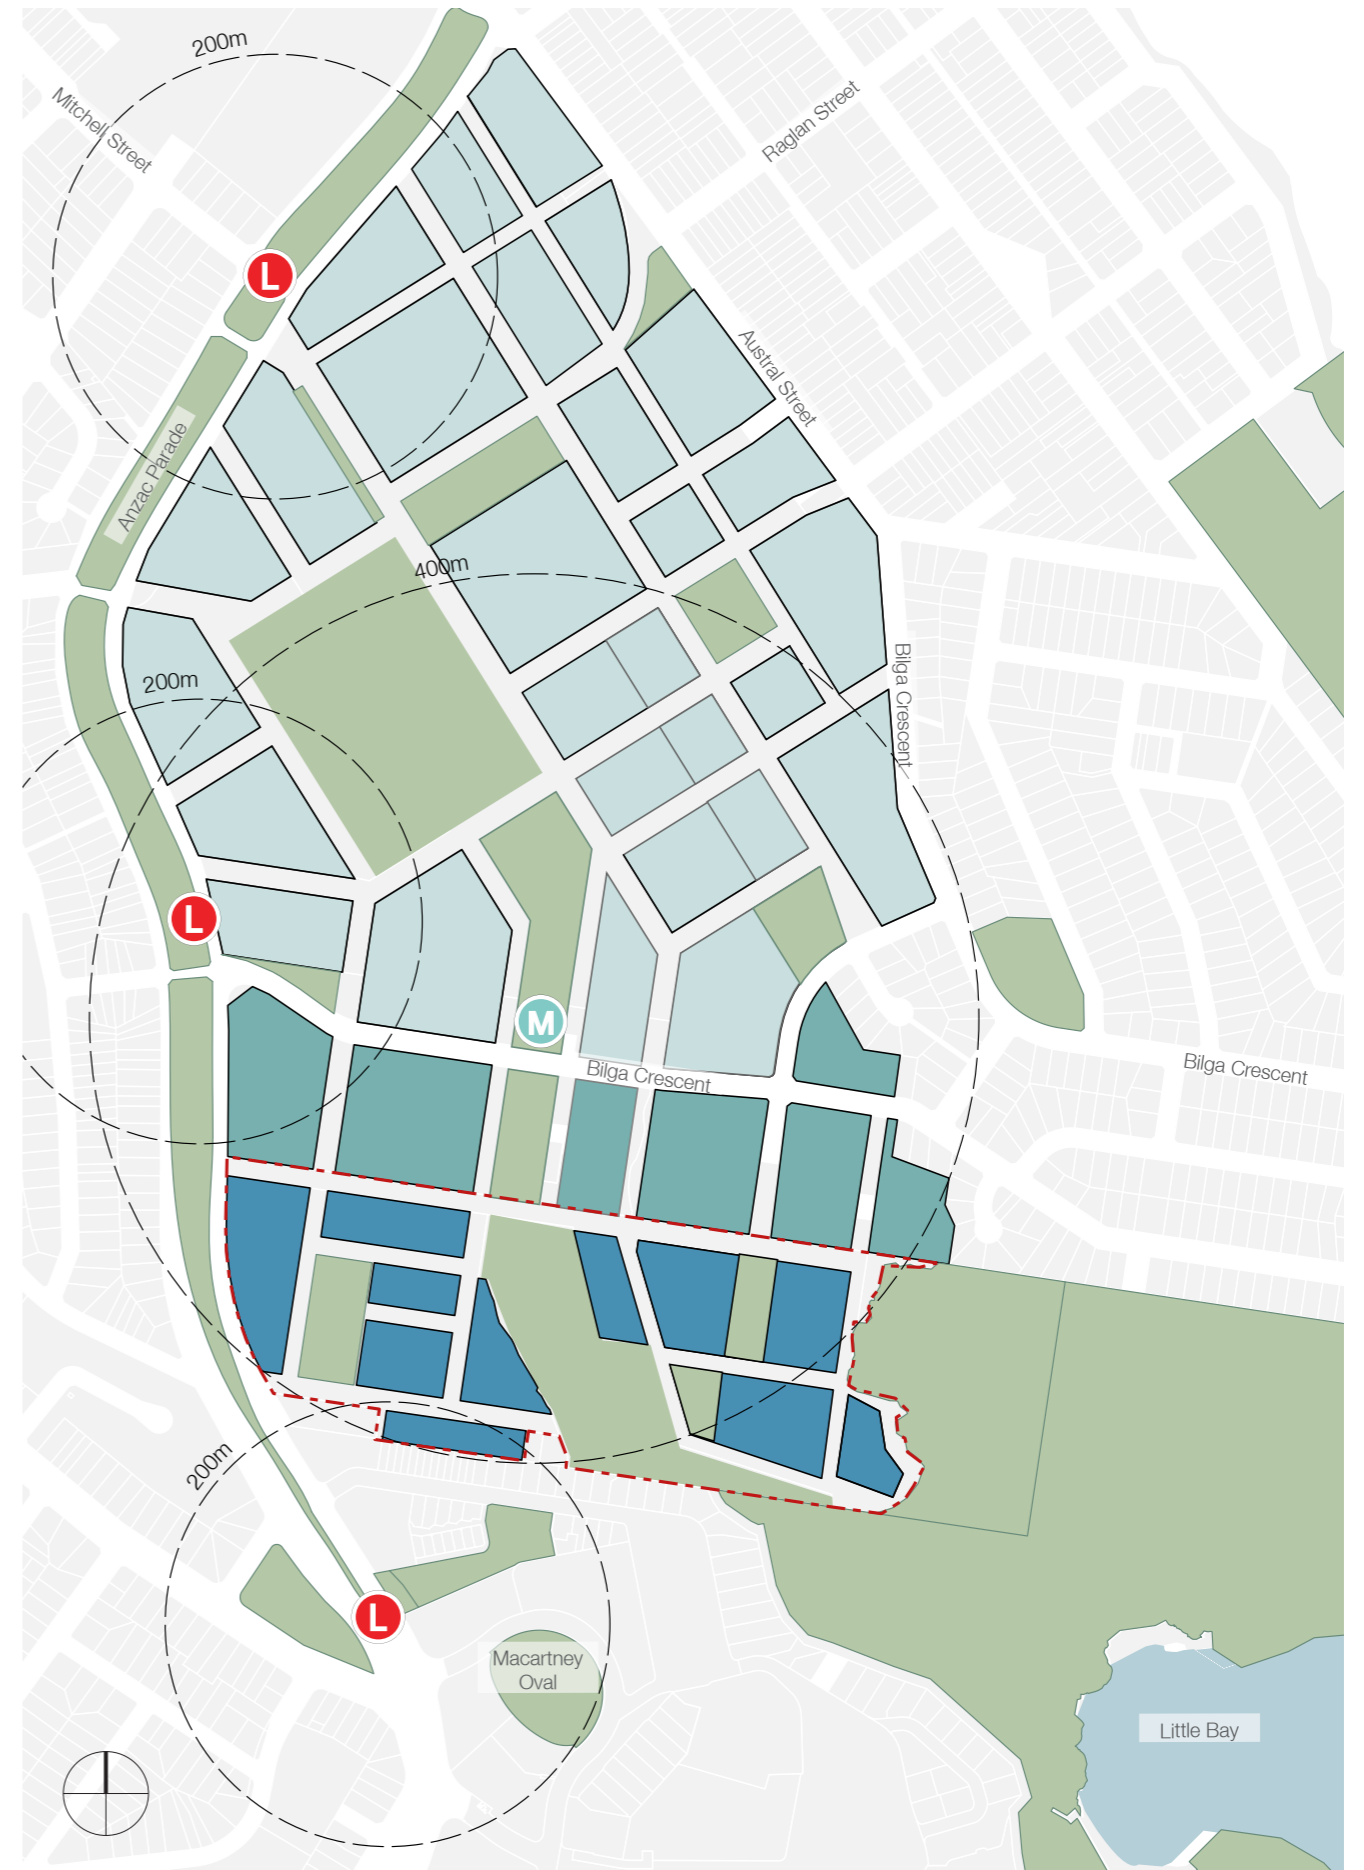 200m
Mitchell Street
Raglan Street
L
Austral Street
Anzac Parade
400m
Bilga Crescent
200m
L
M
Bilga Crescent
Bilga Crescent
200m
L
Macartney
Oval
Little Bay